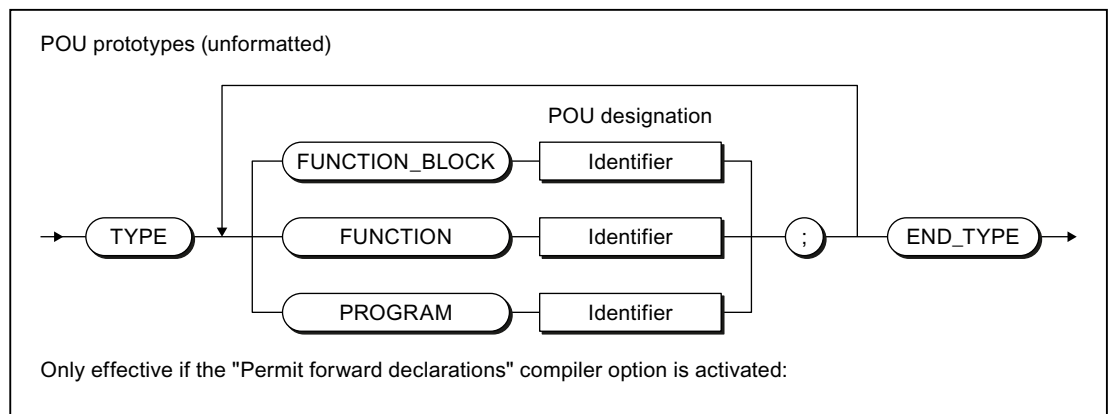 POU prototypes (unformatted)
POU designation
FUNCTION_BLOCK Identifier
TYPE FUNCTION Identifier ; END_TYPE
PROGRAM Identifier
Only effective if the "Permit forward declarations" compiler option is activated: